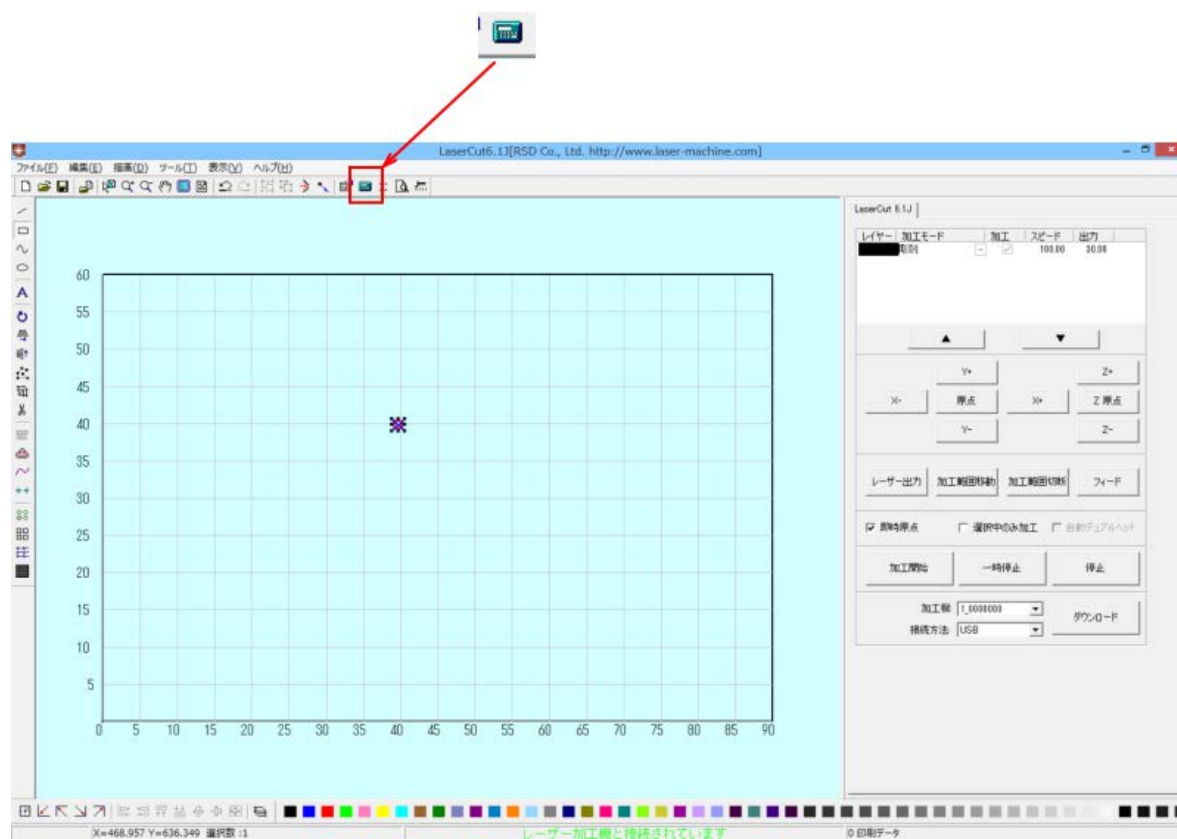 LaserCut6.1J[RSD Co., Ltd. http://www.laser-machine.com]
ファイル(F) 編集(E) 描画(D) ツール(T) 表示(V) ヘルプ(H)
LaserCut 6.1J
レイヤー 加工モード 加工 スピード 出力
彫刻 100.00 30.00
▲ ▼
Y+ Z+
X- 原点 X+ Z 原点
Y- Z-
レーザー出力 加工範囲移動 加工範囲切断 フィード
即時原点 選択中のみ加工 自動デュアルヘッド
加工開始 一時停止 停止
加工機: 1_0000000
接続方法: USB
ダウンロード
60
55
50
45
40
35
30
25
20
15
10
5
0 5 10 15 20 25 30 35 40 45 50 55 60 65 70 75 80 85 90
X=468.957 Y=636.349 選択数 :1
レーザー加工機と接続されています
0 印刷データ